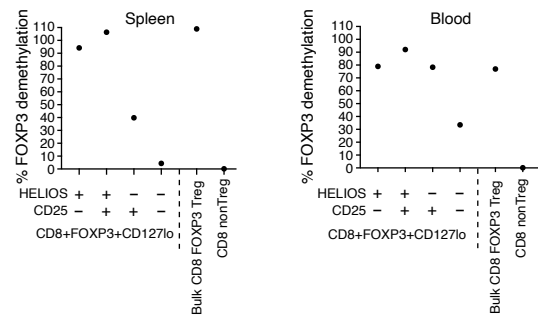 Spleen
% FOXP3 demethylation
110
100
90
80
70
60
50
40
30
20
10
0
HELIOS + + − −
CD25 − + + −
CD8+FOXP3+CD127lo
Bulk CD8 FOXP3 Treg
CD8 nonTreg
Blood
% FOXP3 demethylation
110
100
90
80
70
60
50
40
30
20
10
0
HELIOS + + − −
CD25 − + + −
CD8+FOXP3+CD127lo
Bulk CD8 FOXP3 Treg
CD8 nonTreg